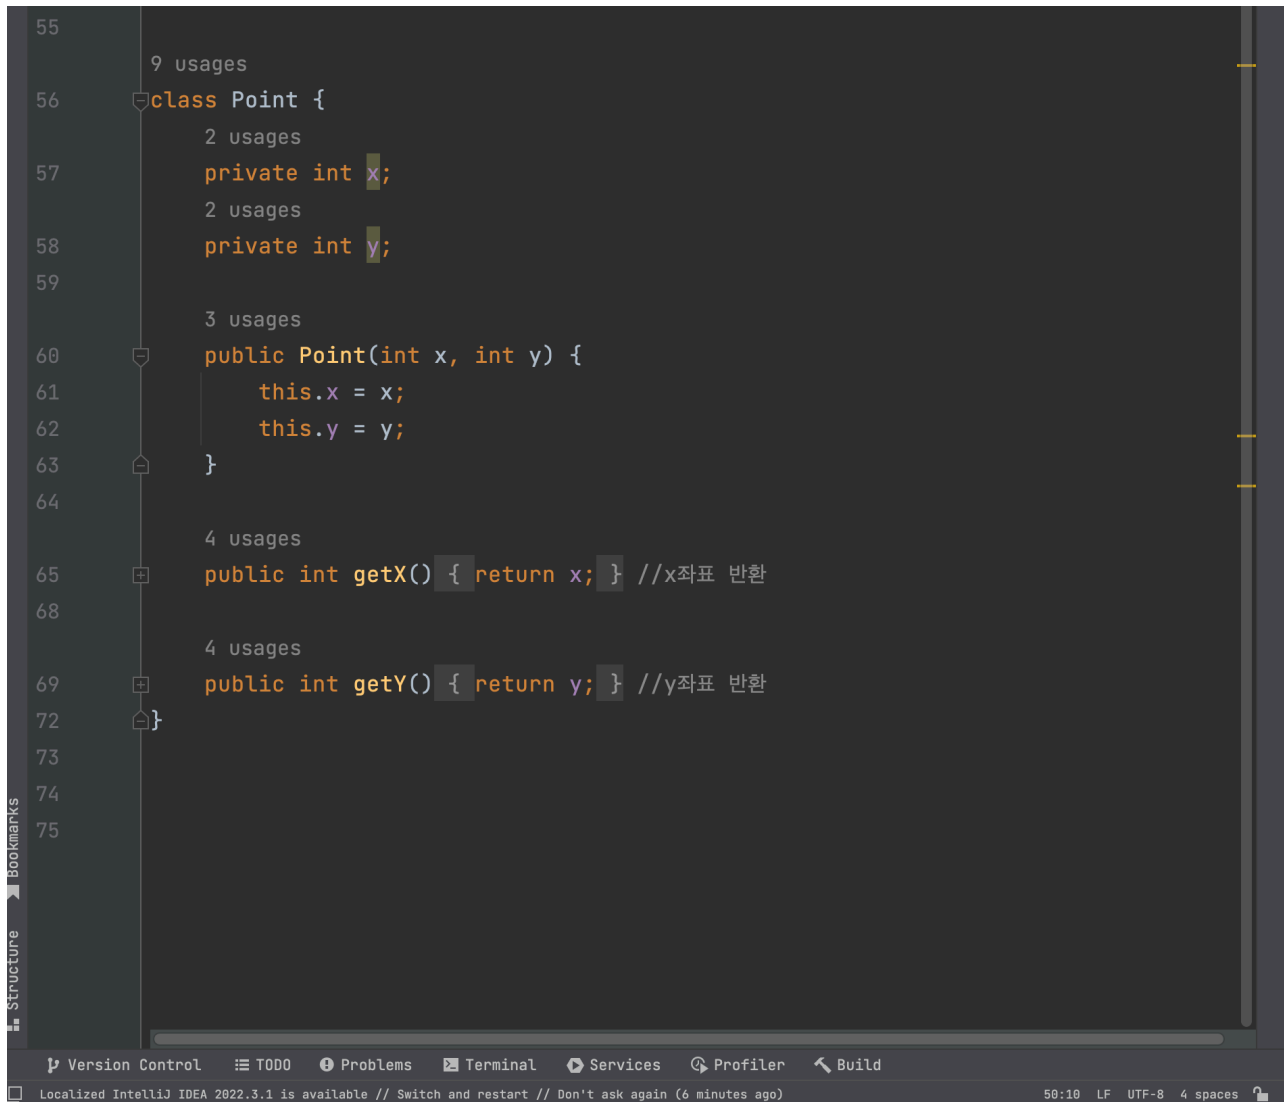 55
9 usages
56 class Point {
2 usages
57 private int x;
2 usages
58 private int y;
59
3 usages
60 public Point(int x, int y) {
61 this.x = x;
62 this.y = y;
63 }
64
4 usages
65 public int getX() { return x; } //x좌표 반환
68
4 usages
69 public int getY() { return y; } //y좌표 반환
72 }
73
74
75
Bookmarks
Structure
Version Control TODO Problems Terminal Services Profiler Build
Localized IntelliJ IDEA 2022.3.1 is available // Switch and restart // Don't ask again (6 minutes ago) 50:10 LF UTF-8 4 spaces